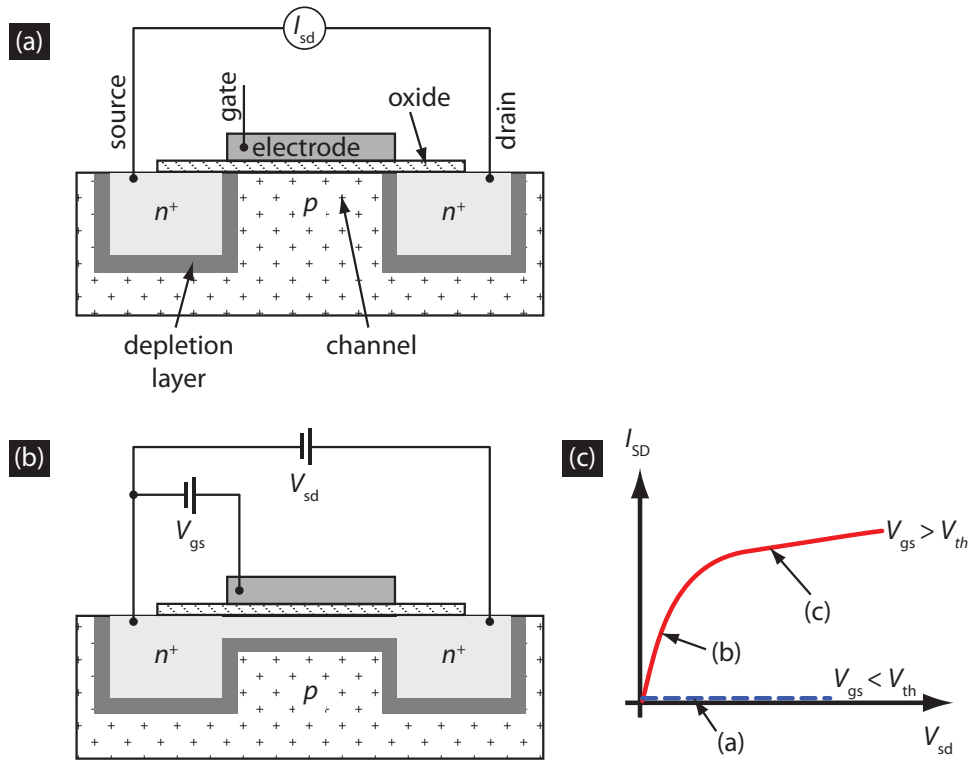 (a)
I_sd
source
gate
oxide
drain
electrode
n⁺
p
n⁺
depletion
layer
channel
(b)
V_sd
V_gs
n⁺
n⁺
p
(c)
I_SD
V_gs > V_th
(c)
(b)
V_gs < V_th
(a)
V_sd